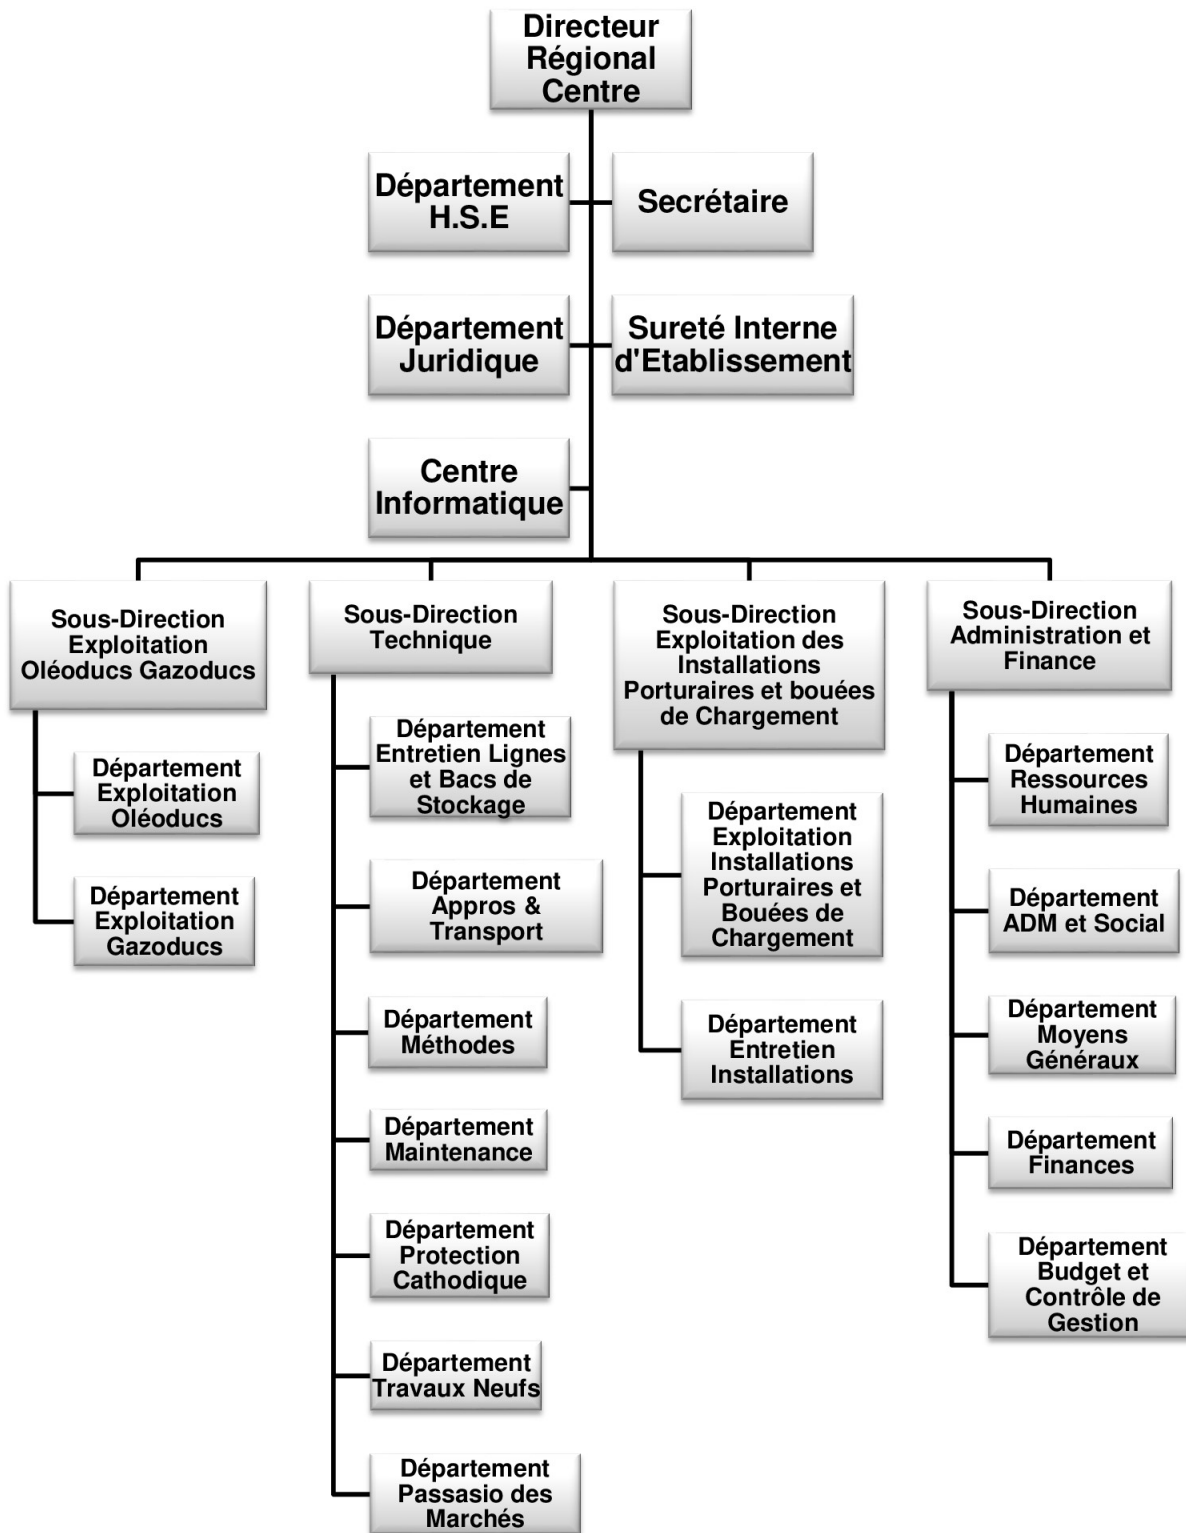 Directeur
Régional
Centre
Département
H.S.E
Secrétaire
Département
Juridique
Sureté Interne
d'Etablissement
Centre
Informatique
Sous-Direction
Exploitation
Oléoducs Gazoducs
Département
Exploitation
Oléoducs
Département
Exploitation
Gazoducs
Sous-Direction
Technique
Département
Entretien Lignes
et Bacs de
Stockage
Département
Appros &
Transport
Département
Méthodes
Département
Maintenance
Département
Protection
Cathodique
Département
Travaux Neufs
Département
Passasio des
Marchés
Sous-Direction
Exploitation des
Installations
Porturaires et bouées
de Chargement
Département
Exploitation
Installations
Porturaires et
Bouées de
Chargement
Département
Entretien
Installations
Sous-Direction
Administration et
Finance
Département
Ressources
Humaines
Département
ADM et Social
Département
Moyens
Généraux
Département
Finances
Département
Budget et
Contrôle de
Gestion